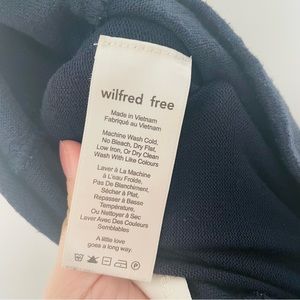 wilfred free
Made in Vietnam
Fabriqué au Vietnam
Machine Wash Cold,
No Bleach, Dry Flat,
Low Iron, Or Dry Clean
Wash With Like Colours
Laver à La Machine
à L'eau Froide,
Pas De Blanchiment,
Sécher à Plat,
Repasser à Basse
Température,
Ou Nettoyer à Sec
Laver Avec Des Couleurs
Semblables
A little love
goes a long way.